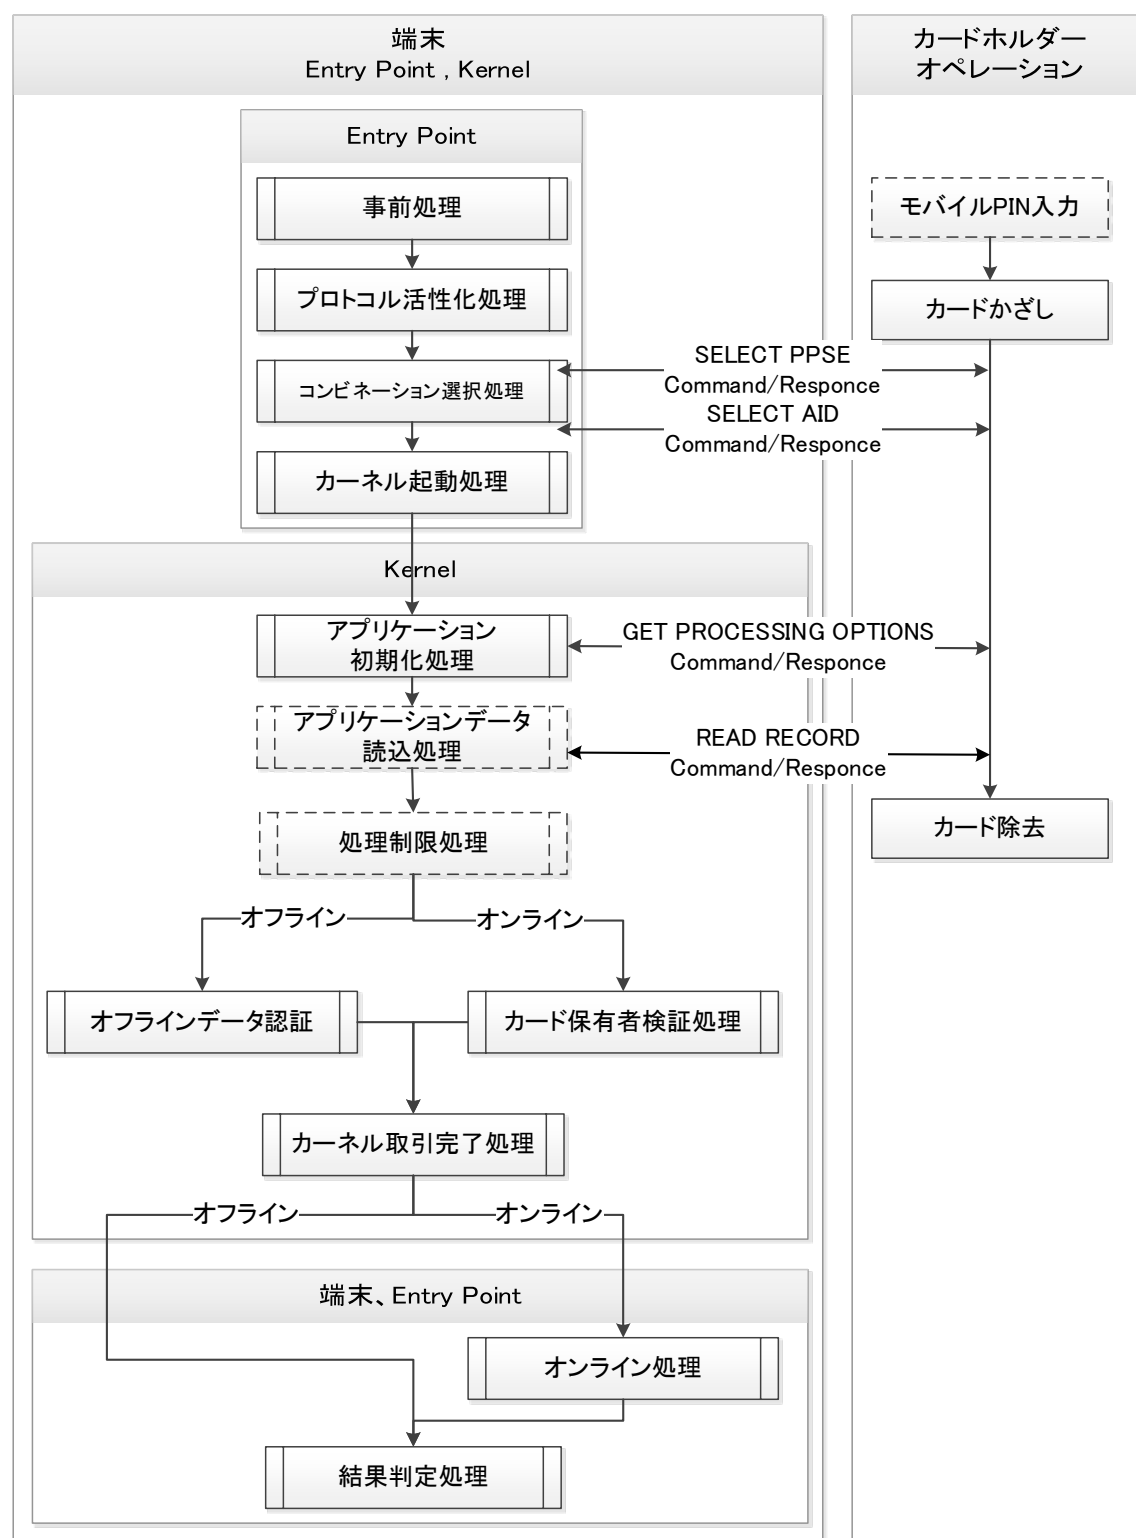 端末
Entry Point , Kernel
カードホルダー
オペレーション
Entry Point
事前処理
モバイルPIN入力
プロトコル活性化処理
カードかざし
SELECT PPSE
Command/Responce
コンビネーション選択処理
SELECT AID
Command/Responce
カーネル起動処理
Kernel
アプリケーション
初期化処理
GET PROCESSING OPTIONS
Command/Responce
アプリケーションデータ
読込処理
READ RECORD
Command/Responce
カード除去
処理制限処理
オフライン
オンライン
オフラインデータ認証
カード保有者検証処理
カーネル取引完了処理
オフライン
オンライン
端末、Entry Point
オンライン処理
結果判定処理